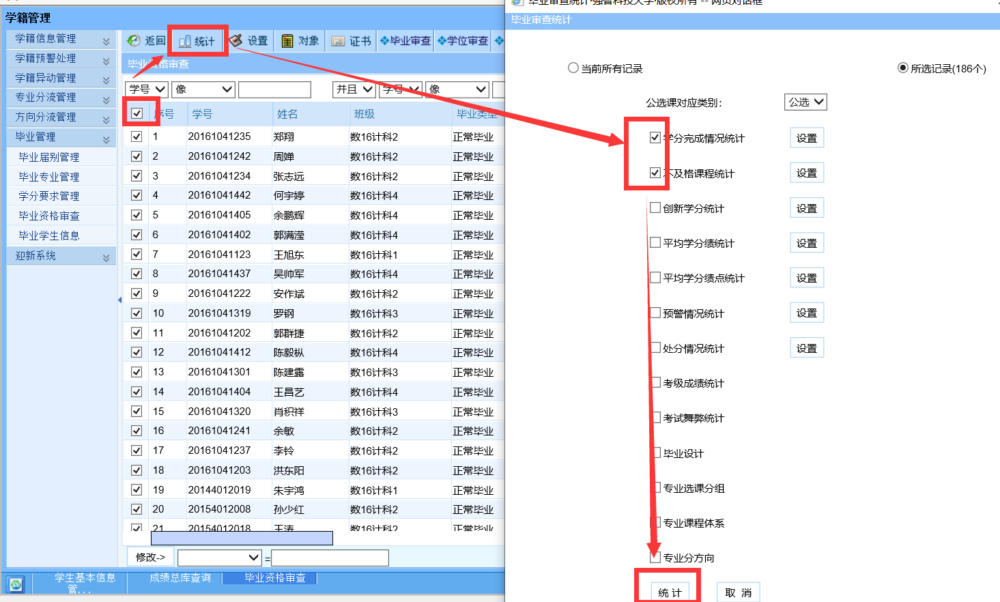 学籍管理
学籍信息管理
学籍预警处理
学籍异动管理
专业分流管理
方向分流管理
毕业管理
毕业届别管理
毕业专业管理
学分要求管理
毕业资格审查
毕业学生信息
迎新系统
返回 统计 设置 对象 证书 毕业审查 学位审查
毕业资格审查
学号 像 并且 学号 像
序号 学号 姓名 班级 毕业类型
1 20161041235 郑翔 数16计科2 正常毕业
2 20161041242 周婵 数16计科2 正常毕业
3 20161041234 张志远 数16计科2 正常毕业
4 20161041442 何宇婷 数16计科4 正常毕业
5 20161041405 余鹏辉 数16计科4 正常毕业
6 20161041402 郭满滢 数16计科4 正常毕业
7 20161041123 王旭东 数16计科1 正常毕业
8 20161041437 吴帅军 数16计科4 正常毕业
9 20161041222 安作斌 数16计科2 正常毕业
10 20161041319 罗钢 数16计科3 正常毕业
11 20161041202 郭群捷 数16计科2 正常毕业
12 20161041412 陈毅枞 数16计科4 正常毕业
13 20161041301 陈建露 数16计科3 正常毕业
14 20161041404 王昌艺 数16计科4 正常毕业
15 20161041320 肖积祥 数16计科3 正常毕业
16 20161041241 余敏 数16计科2 正常毕业
17 20161041237 李铃 数16计科2 正常毕业
18 20161041203 洪东阳 数16计科2 正常毕业
19 20144012019 朱宇鸿 数16计科1 正常毕业
20 20154012008 孙少红 数16计科2 正常毕业
21 20154012018 王涛 数16计科2 正常毕业
修改-> =
学生基本信息管... 成绩总库查询 毕业资格审查
毕业审查统计·强智科技大学·版权所有 -- 网页对话框
毕业审查统计
当前所有记录 所选记录(186个)
公选课对应类别： 公选
学分完成情况统计 设置
不及格课程统计 设置
创新学分统计 设置
平均学分绩统计 设置
平均学分绩点统计 设置
预警情况统计 设置
处分情况统计 设置
考级成绩统计
考试舞弊统计
毕业设计
专业选课分组
专业课程体系
专业分方向
统 计 取 消